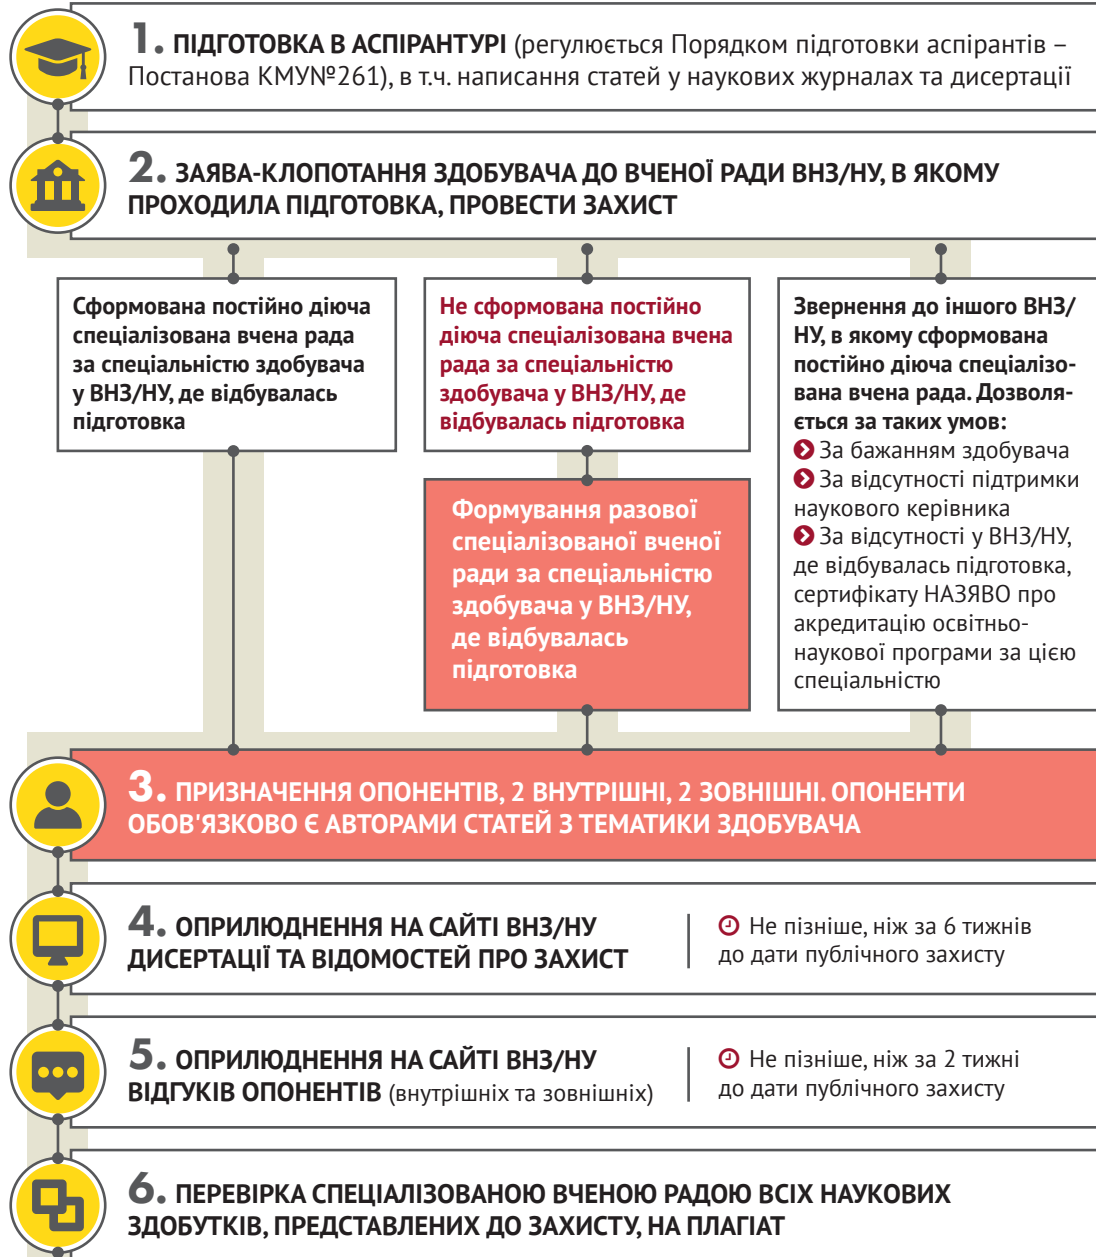 1. ПІДГОТОВКА В АСПІРАНТУРІ (регулюється Порядком підготовки аспірантів –
Постанова КМУ№261), в т.ч. написання статей у наукових журналах та дисертації
2. ЗАЯВА-КЛОПОТАННЯ ЗДОБУВАЧА ДО ВЧЕНОЇ РАДИ ВНЗ/НУ, В ЯКОМУ
ПРОХОДИЛА ПІДГОТОВКА, ПРОВЕСТИ ЗАХИСТ
Сформована постійно діюча
спеціалізована вчена рада
за спеціальністю здобувача
у ВНЗ/НУ, де відбувалась
підготовка
Не сформована постійно
діюча спеціалізована вчена
рада за спеціальністю
здобувача у ВНЗ/НУ, де
відбувалась підготовка
Формування разової
спеціалізованої вченої
ради за спеціальністю
здобувача у ВНЗ/НУ,
де відбувалась
підготовка
Звернення до іншого ВНЗ/
НУ, в якому сформована
постійно діюча спеціалізо-
вана вчена рада. Дозволя-
ється за таких умов:
За бажанням здобувача
За відсутності підтримки
наукового керівника
За відсутності у ВНЗ/НУ,
де відбувалась підготовка,
сертифікату НАЗЯВО про
акредитацію освітньо-
наукової програми за цією
спеціальністю
3. ПРИЗНАЧЕННЯ ОПОНЕНТІВ, 2 ВНУТРІШНІ, 2 ЗОВНІШНІ. ОПОНЕНТИ
ОБОВ'ЯЗКОВО Є АВТОРАМИ СТАТЕЙ З ТЕМАТИКИ ЗДОБУВАЧА
4. ОПРИЛЮДНЕННЯ НА САЙТІ ВНЗ/НУ
ДИСЕРТАЦІЇ ТА ВІДОМОСТЕЙ ПРО ЗАХИСТ
Не пізніше, ніж за 6 тижнів
до дати публічного захисту
5. ОПРИЛЮДНЕННЯ НА САЙТІ ВНЗ/НУ
ВІДГУКІВ ОПОНЕНТІВ (внутрішніх та зовнішніх)
Не пізніше, ніж за 2 тижні
до дати публічного захисту
6. ПЕРЕВІРКА СПЕЦІАЛІЗОВАНОЮ ВЧЕНОЮ РАДОЮ ВСІХ НАУКОВИХ
ЗДОБУТКІВ, ПРЕДСТАВЛЕНИХ ДО ЗАХИСТУ, НА ПЛАГІАТ